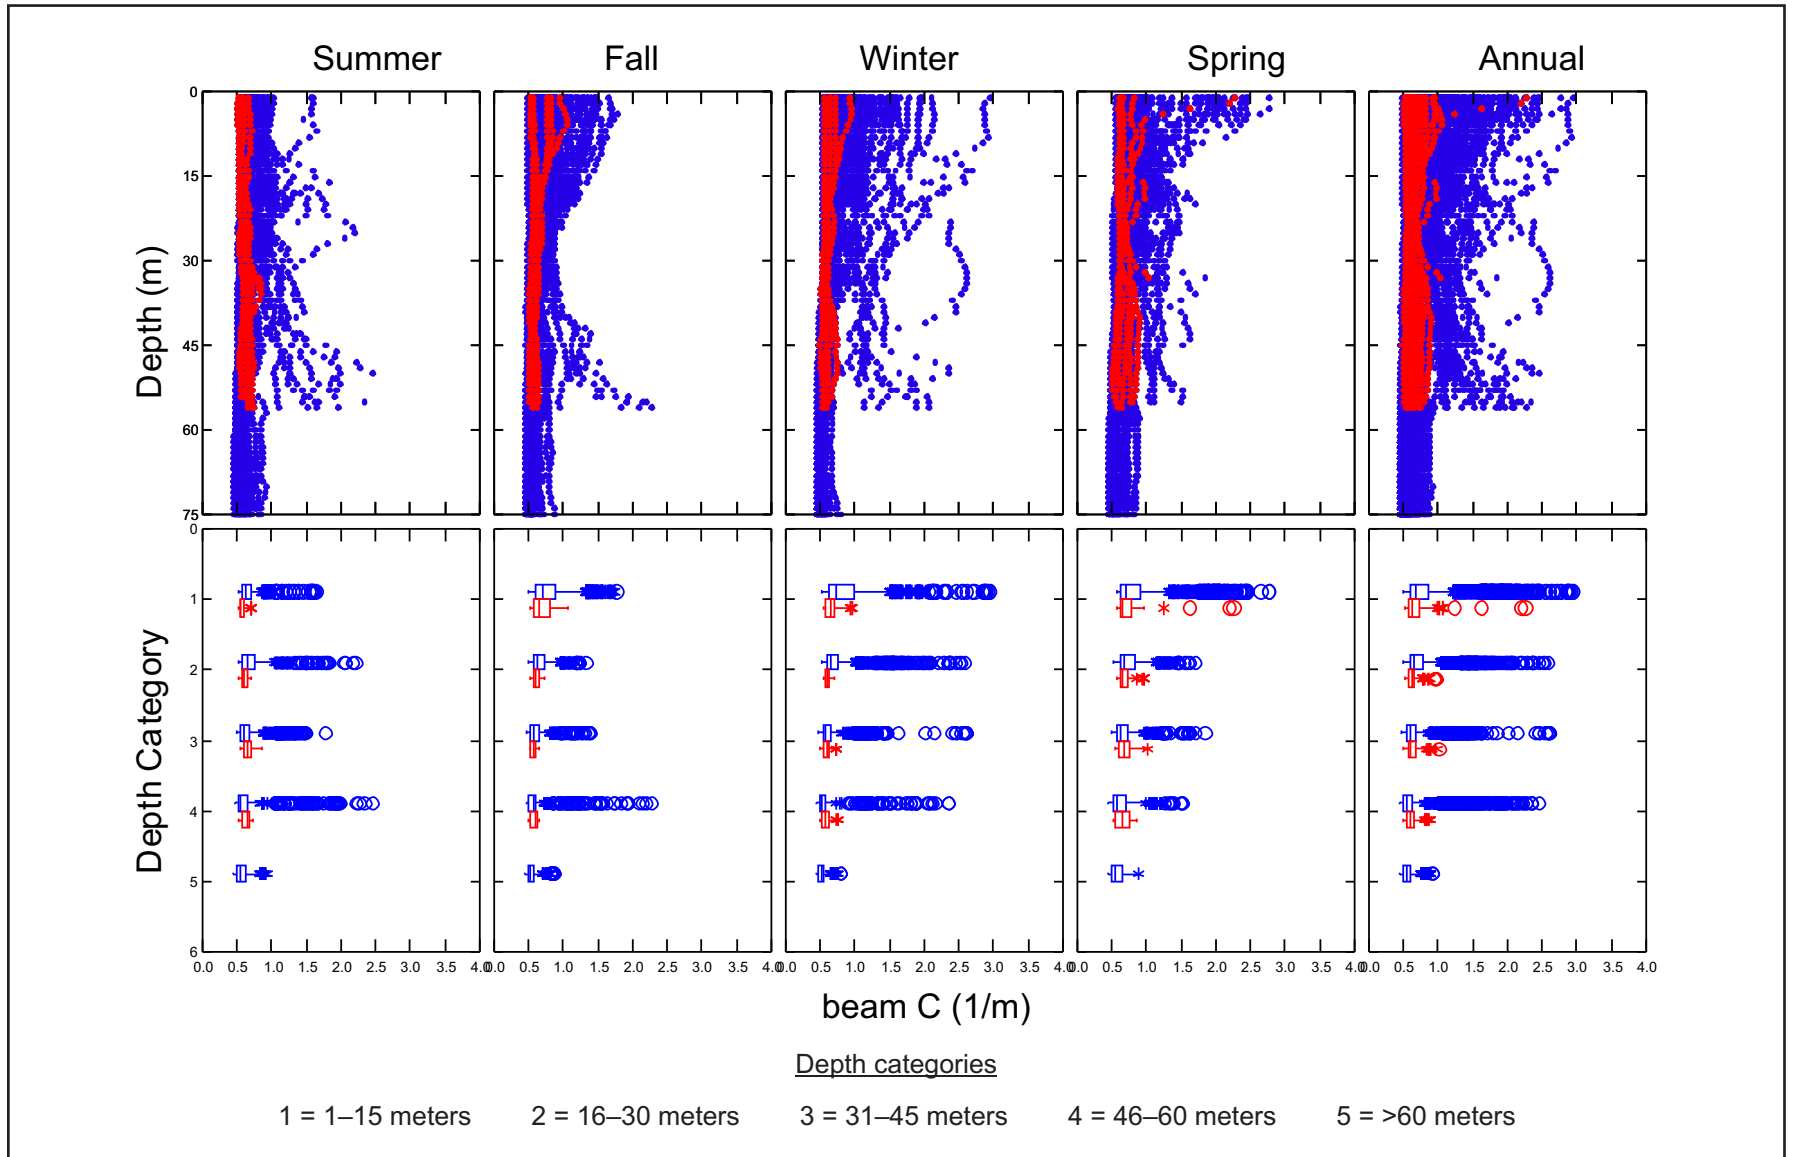 Summer Fall Winter Spring Annual
0
15
30
45
60
75
Depth (m)
0
1
2
3
4
5
6
Depth Category
0.0 0.5 1.0 1.5 2.0 2.5 3.0 3.5 4.0 0.0 0.5 1.0 1.5 2.0 2.5 3.0 3.5 4.0 0.0 0.5 1.0 1.5 2.0 2.5 3.0 3.5 4.0 0.0 0.5 1.0 1.5 2.0 2.5 3.0 3.5 4.0 0.0 0.5 1.0 1.5 2.0 2.5 3.0 3.5 4.0
beam C (1/m)
Depth categories
1 = 1–15 meters 2 = 16–30 meters 3 = 31–45 meters 4 = 46–60 meters 5 = >60 meters